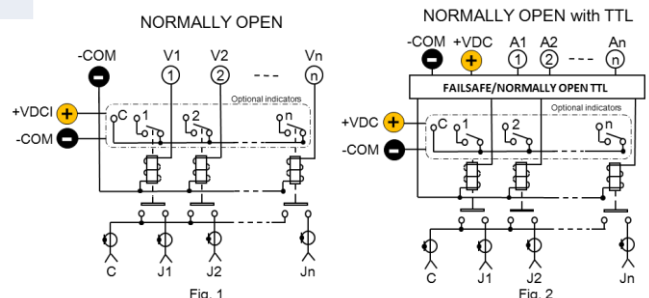 NORMALLY OPEN
-COM V1 V2 Vn
1 2 n
+VDCI
-COM
Optional indicators
C 1 2 n
C J1 J2 Jn
Fig. 1
NORMALLY OPEN with TTL
-COM +VDC A1 A2 An
1 2 n
FAILSAFE/NORMALLY OPEN TTL
Optional indicators
+VDC
-COM
C 1 2 n
C J1 J2 Jn
Fig. 2